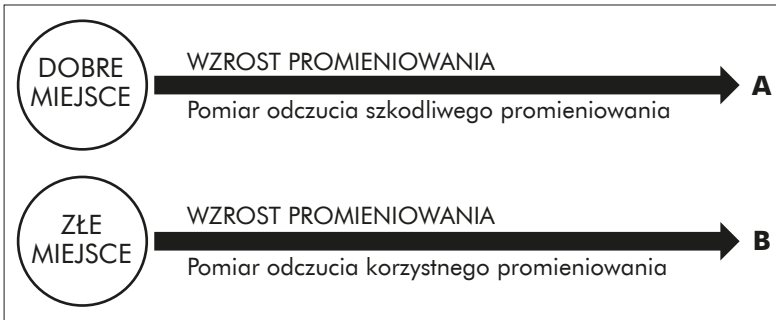 DOBRE
MIEJSCE
WZROST PROMIENIOWANIA
Pomiar odczucia szkodliwego promieniowania
A
ZŁE
MIEJSCE
WZROST PROMIENIOWANIA
Pomiar odczucia korzystnego promieniowania
B